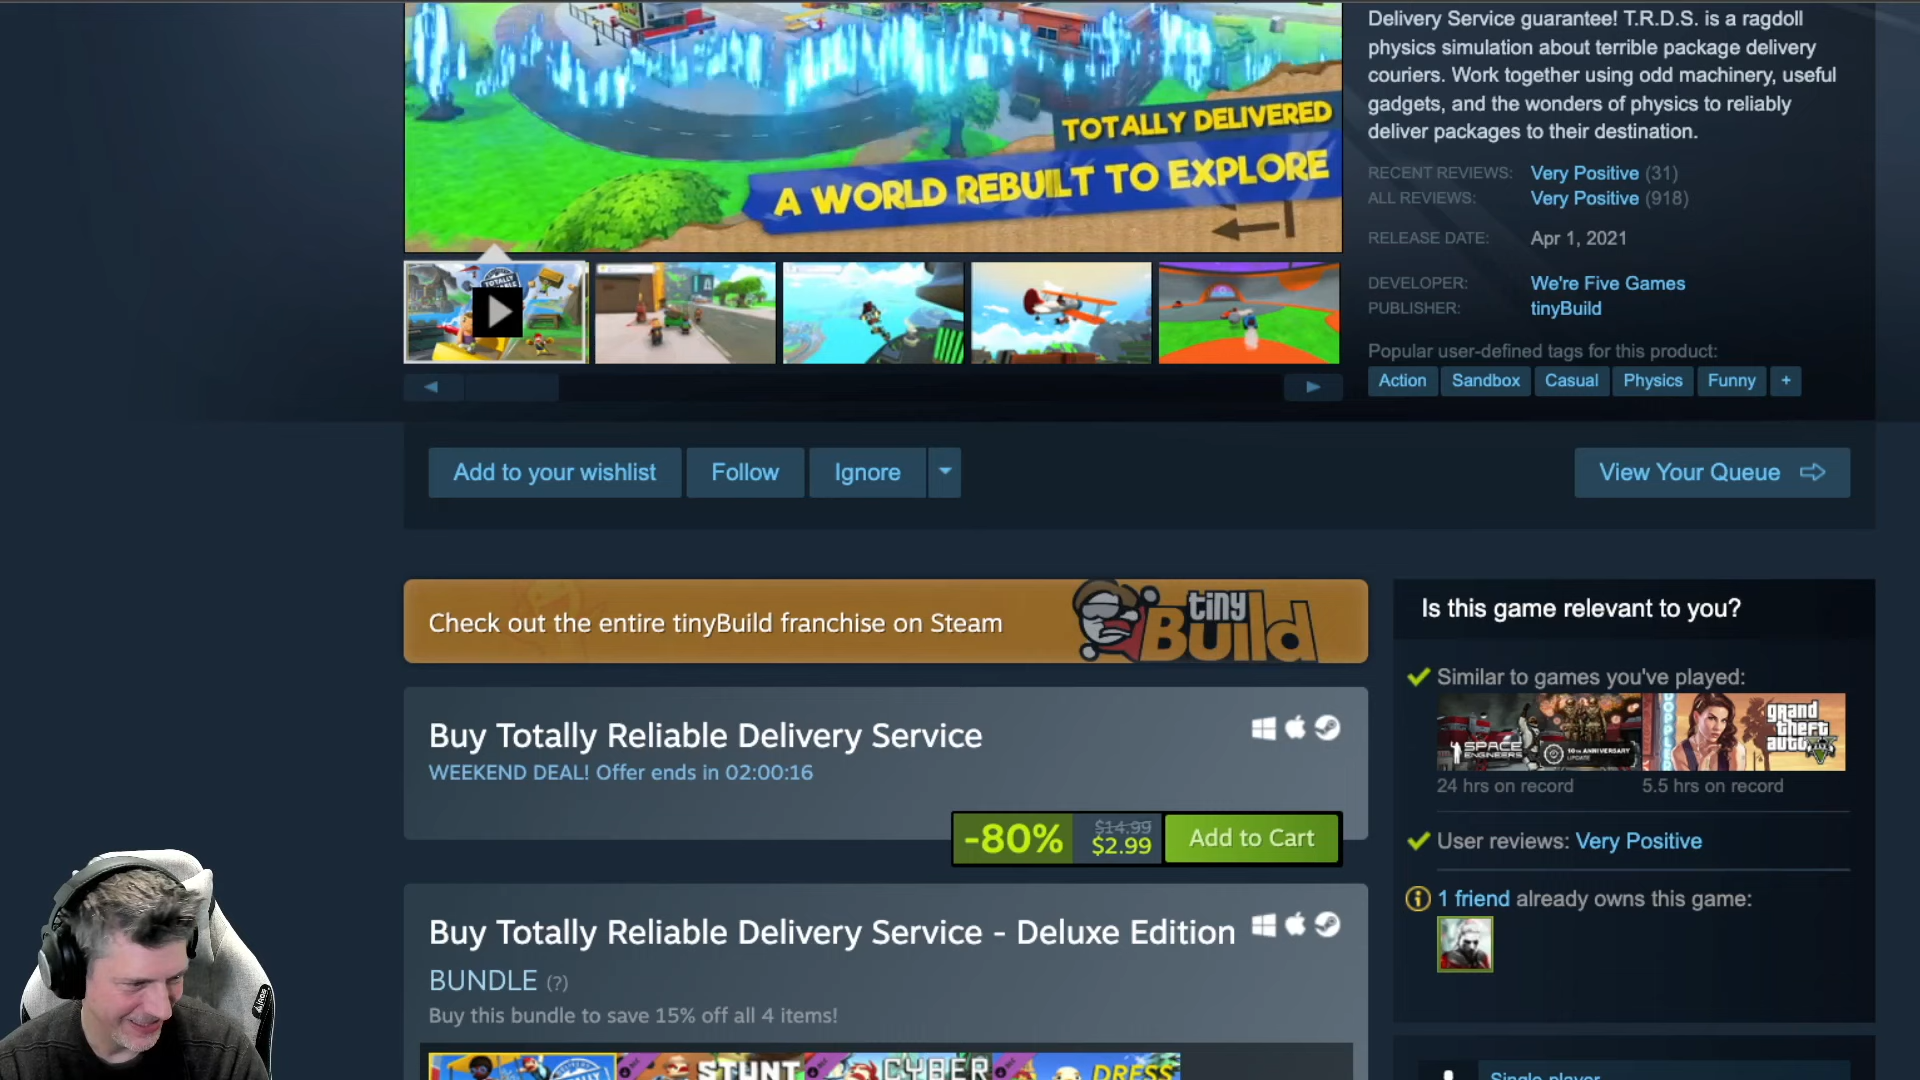 Delivery Service guarantee! T.R.D.S. is a ragdoll
physics simulation about terrible package delivery
couriers. Work together using odd machinery, useful
gadgets, and the wonders of physics to reliably
deliver packages to their destination.
TOTALLY DELIVERED
A WORLD REBUILT TO EXPLORE
RECENT REVIEWS: Very Positive (31)
ALL REVIEWS: Very Positive (918)
RELEASE DATE: Apr 1, 2021
DEVELOPER: We're Five Games
PUBLISHER: tinyBuild
Popular user-defined tags for this product:
Action Sandbox Casual Physics Funny +
Add to your wishlist Follow Ignore
View Your Queue
Check out the entire tinyBuild franchise on Steam
tiny
Build
Is this game relevant to you?
Similar to games you've played:
SPACE
ENGINEERS
10TH ANNIVERSARY
UPDATE
grand
theft
auto
V
24 hrs on record 5.5 hrs on record
Buy Totally Reliable Delivery Service
WEEKEND DEAL! Offer ends in 02:00:16
-80% $14.99 $2.99 Add to Cart
User reviews: Very Positive
1 friend already owns this game:
Buy Totally Reliable Delivery Service - Deluxe Edition
BUNDLE (?)
Buy this bundle to save 15% off all 4 items!
STUNT
CYBER
DRESS
Single-player